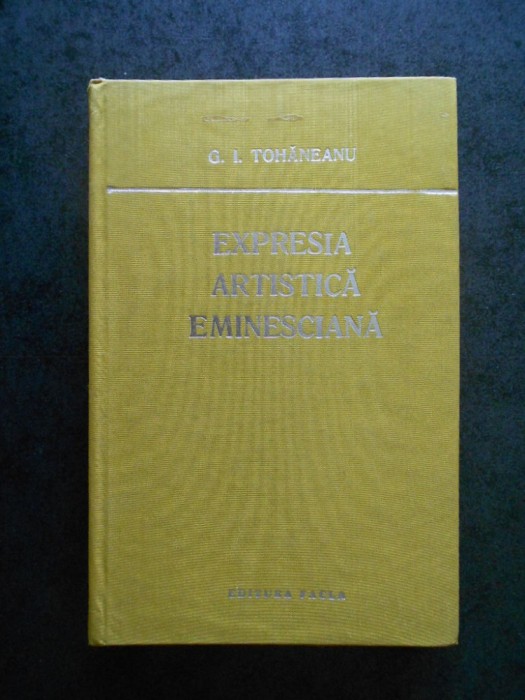 G. I. TOHĂNEANU
EXPRESIA
ARTISTICĂ
EMINESCIANĂ
EDITURA FACLA